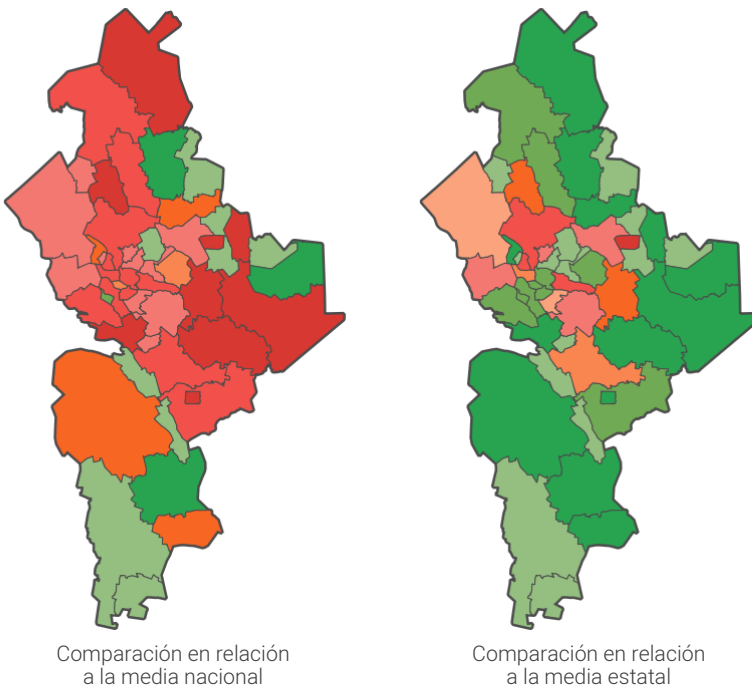 Comparación en relación
a la media nacional
Comparación en relación
a la media estatal